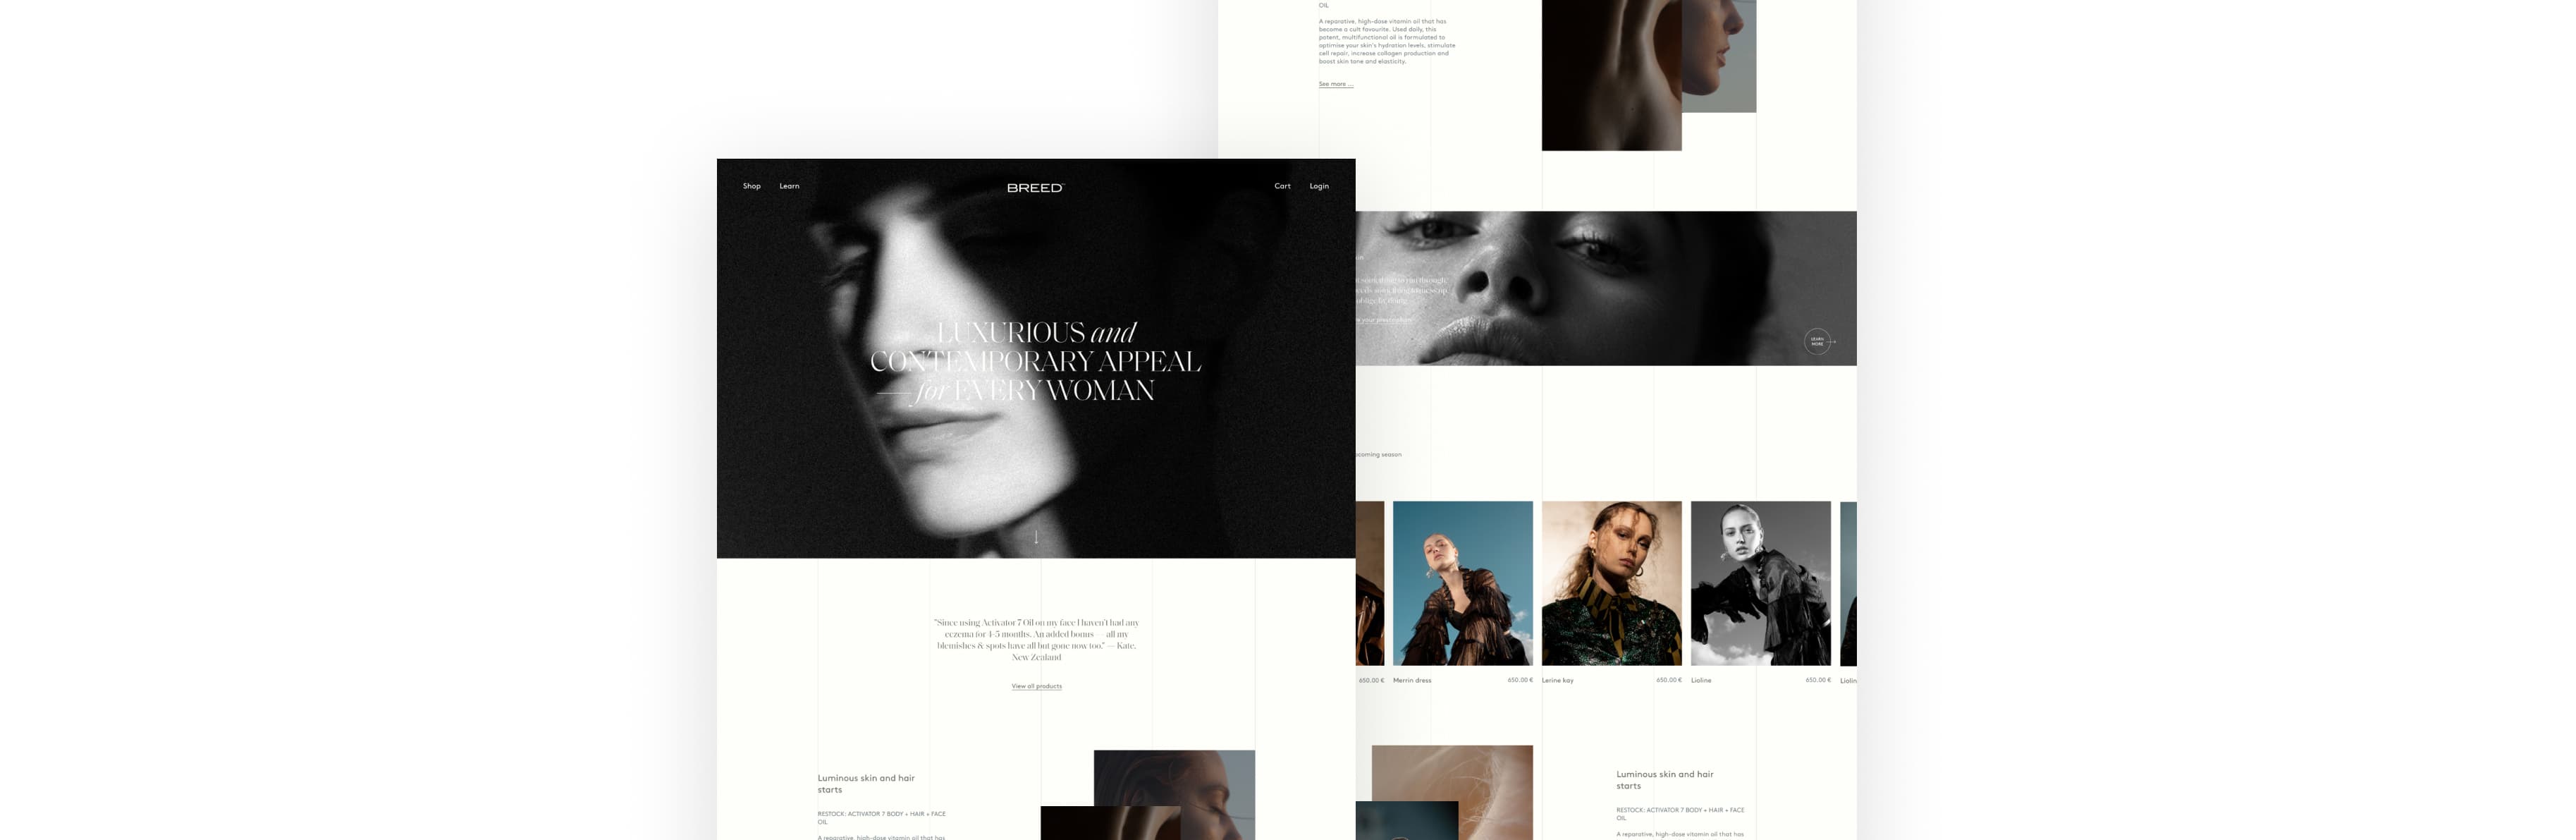 Shop
Learn
BREED
Cart
Login
LUXURIOUS and
CONTEMPORARY APPEAL
for EVERY WOMAN
"Since using Activator 7 Oil on my face I haven't had any
eczema for 4-5 months. An added bonus — all my
blemishes & spots have all but gone now too." — Kate,
New Zealand
View all products
Luminous skin and hair
starts
RESTOCK: ACTIVATOR 7 BODY + HAIR + FACE
OIL
A reparative, high-dose vitamin oil that has
OIL
A reparative, high-dose vitamin oil that has
become a cult favourite. Used daily, this
potent, multifunctional oil is formulated to
optimise your skin's hydration levels, stimulate
cell repair, increase collagen production and
boost skin tone and elasticity.
See more ...
through
LEARN
MORE
coming season
650.00 €
Merrin dress
650.00 €
Lerine kay
650.00 €
Lioline
650.00 €
Liolin
Luminous skin and hair
starts
RESTOCK: ACTIVATOR 7 BODY + HAIR + FACE
OIL
A reparative, high-dose vitamin oil that has